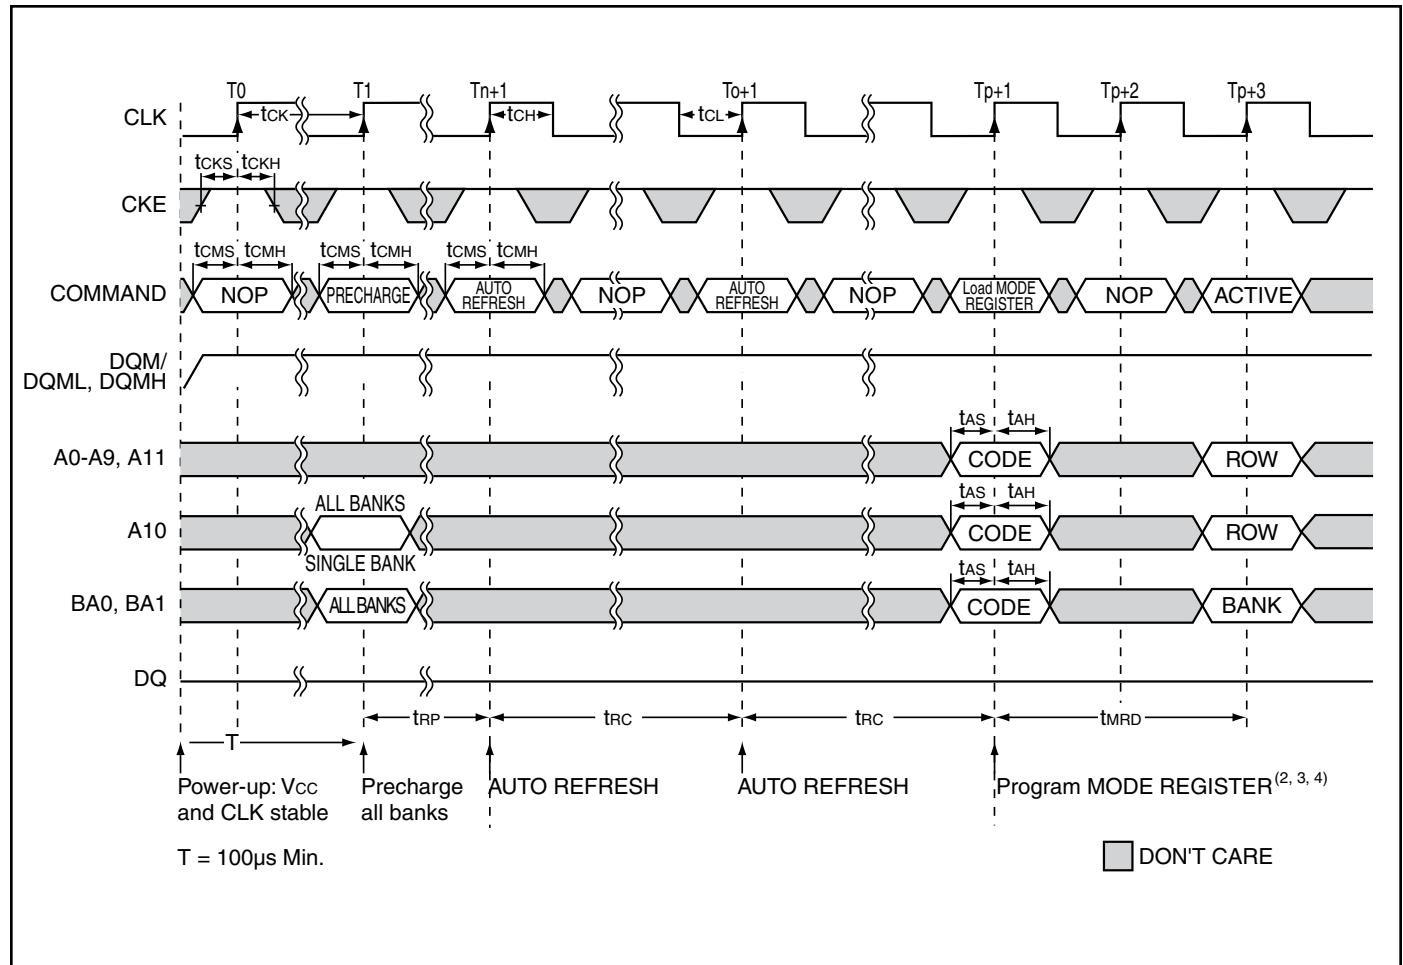 T0 T1 Tn+1 To+1 Tp+1 Tp+2 Tp+3
CLK tCK tCH tCL
tCKS tCKH
CKE
tCMS tCMH tCMS tCMH tCMS tCMH
COMMAND NOP PRECHARGE AUTO REFRESH NOP AUTO REFRESH NOP Load MODE REGISTER NOP ACTIVE
DQM/
DQML, DQMH
tAS tAH
A0-A9, A11 CODE ROW
ALL BANKS tAS tAH
A10 CODE ROW
SINGLE BANK tAS tAH
BA0, BA1 ALL BANKS CODE BANK
DQ
tRP tRC tRC tMRD
T
Power-up: VCC Precharge AUTO REFRESH AUTO REFRESH Program MODE REGISTER(2, 3, 4)
and CLK stable all banks
T = 100µs Min. DON'T CARE